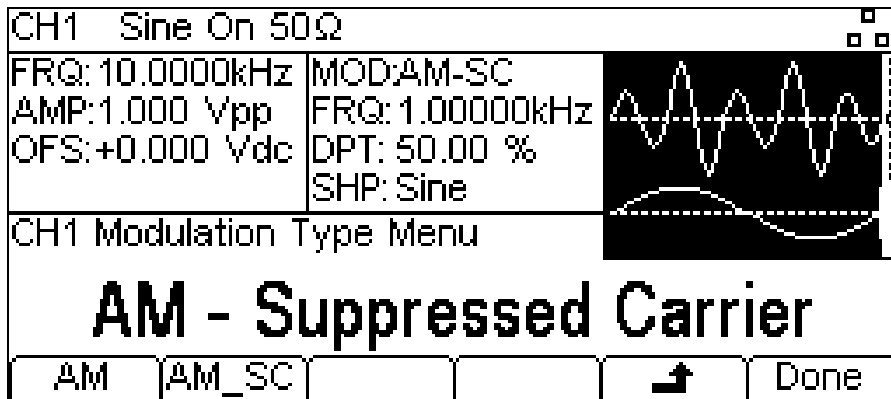 CH1 Sine On 50Ω
FRQ: 10.0000kHz
AMP:1.000 Vpp
OFS:+0.000 Vdc
MOD:AM-SC
FRQ: 1.00000kHz
DPT: 50.00 %
SHP: Sine
CH1 Modulation Type Menu
AM - Suppressed Carrier
AM AM_SC Done